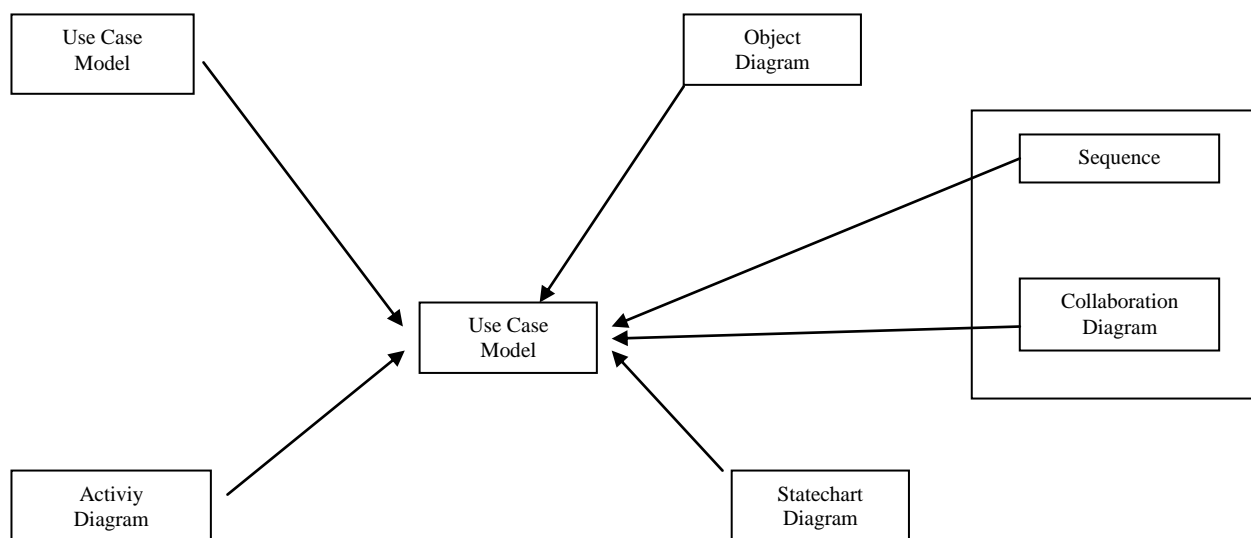 Use Case
Model
Object
Diagram
Sequence
Collaboration
Diagram
Use Case
Model
Activiy
Diagram
Statechart
Diagram